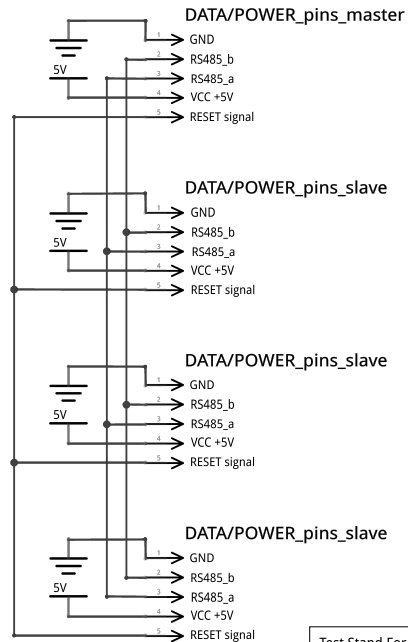 DATA/POWER_pins_master
1 GND
2 RS485_b
5V
3 RS485_a
4 VCC +5V
5 RESET signal
DATA/POWER_pins_slave
1 GND
2 RS485_b
5V
3 RS485_a
4 VCC +5V
5 RESET signal
DATA/POWER_pins_slave
1 GND
2 RS485_b
5V
3 RS485_a
4 VCC +5V
5 RESET signal
DATA/POWER_pins_slave
1 GND
2 RS485_b
5V
3 RS485_a
4 VCC +5V
5 RESET signal
Test Stand For